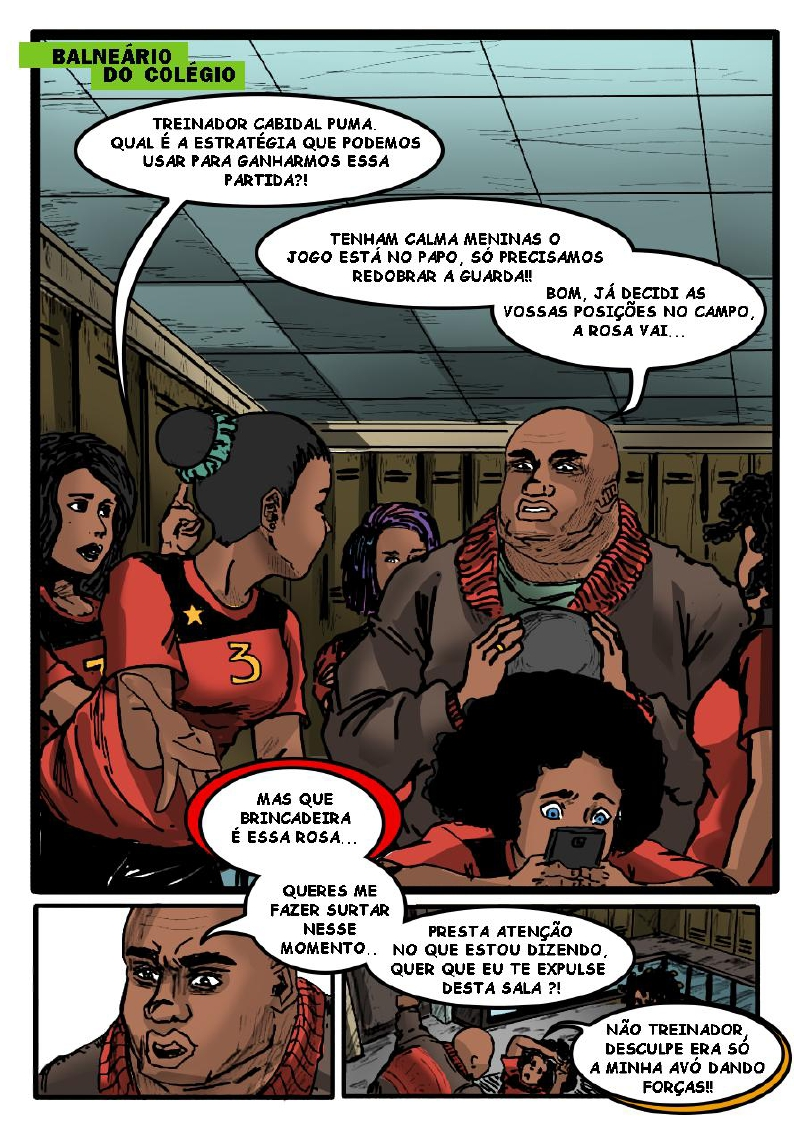 BALNEÁRIO
DO COLÉGIO
TREINADOR CABIDAL PUMA.
QUAL É A ESTRATÉGIA QUE PODEMOS
USAR PARA GANHARMOS ESSA
PARTIDA?!
TENHAM CALMA MENINAS O
JOGO ESTÁ NO PAPO, SÓ PRECISAMOS
REDOBRAR A GUARDA!!
BOM, JÁ DECIDI AS
VOSSAS POSIÇÕES NO CAMPO,
A ROSA VAI...
7
3
MAS QUE
BRINCADEIRA
É ESSA ROSA...
QUERES ME
FAZER SURTAR
NESSE
MOMENTO..
PRESTA ATENÇÃO
NO QUE ESTOU DIZENDO,
QUER QUE EU TE EXPULSE
DESTA SALA ?!
NÃO TREINADOR,
DESCULPE ERA SÓ
A MINHA AVÓ DANDO
FORÇAS!!